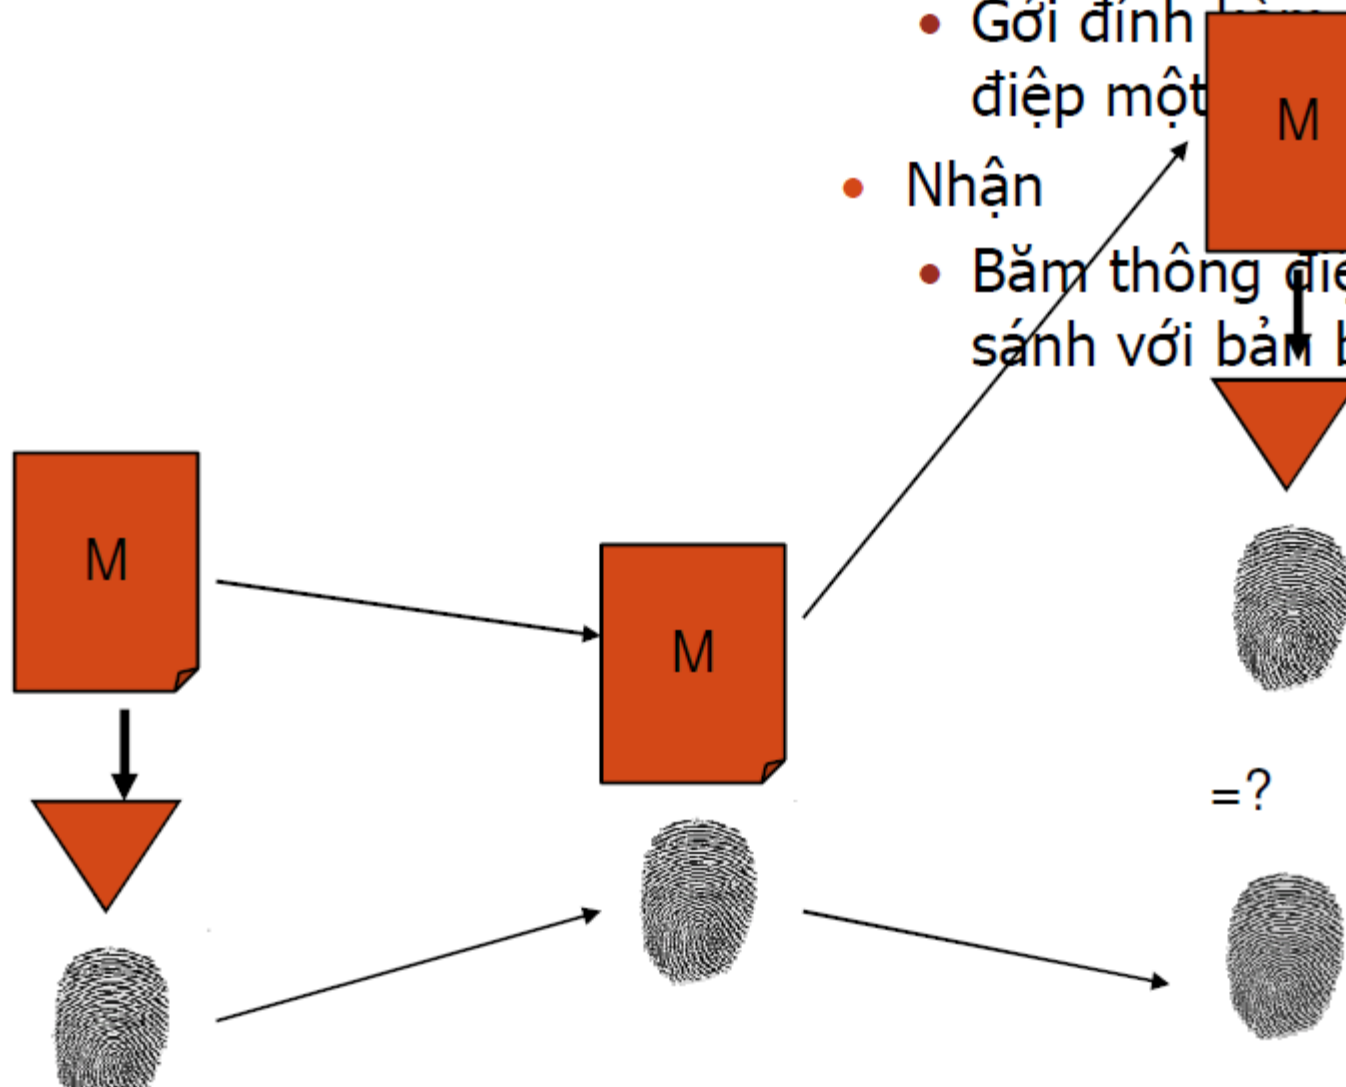 Gởi đính
điệp một
Nhận
Băm thông
sánh với bản
M
M
M
=?